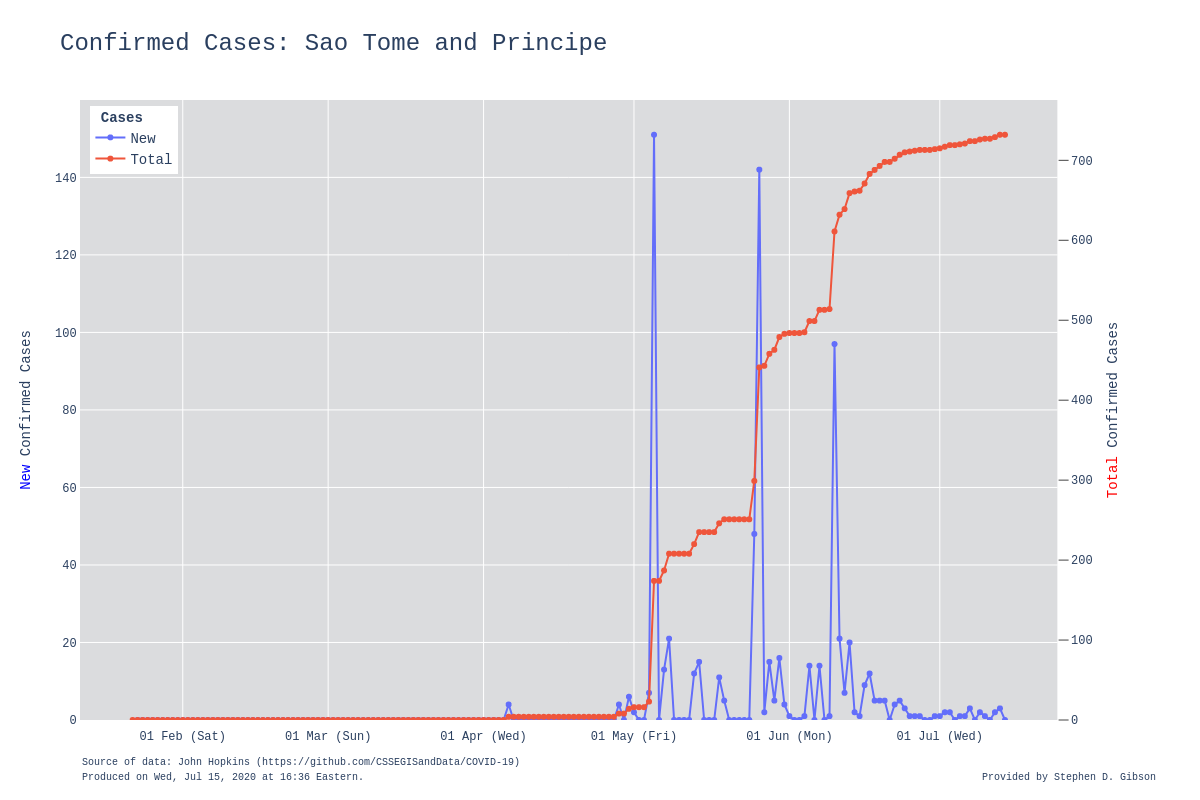 Confirmed Cases: Sao Tome and Principe
Cases
New
Total
140
120
100
80
60
40
20
0
700
600
500
400
300
200
100
0
New Confirmed Cases
Total Confirmed Cases
01 Feb (Sat)
01 Mar (Sun)
01 Apr (Wed)
01 May (Fri)
01 Jun (Mon)
01 Jul (Wed)
Source of data: John Hopkins (https://github.com/CSSEGISandData/COVID-19)
Produced on Wed, Jul 15, 2020 at 16:36 Eastern.
Provided by Stephen D. Gibson